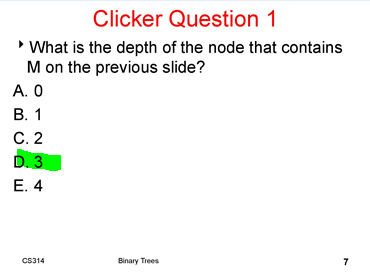 Clicker Question 1
‣What is the depth of the node that contains
M on the previous slide?
A. 0
B. 1
C. 2
D. 3
E. 4
CS314 Binary Trees 7